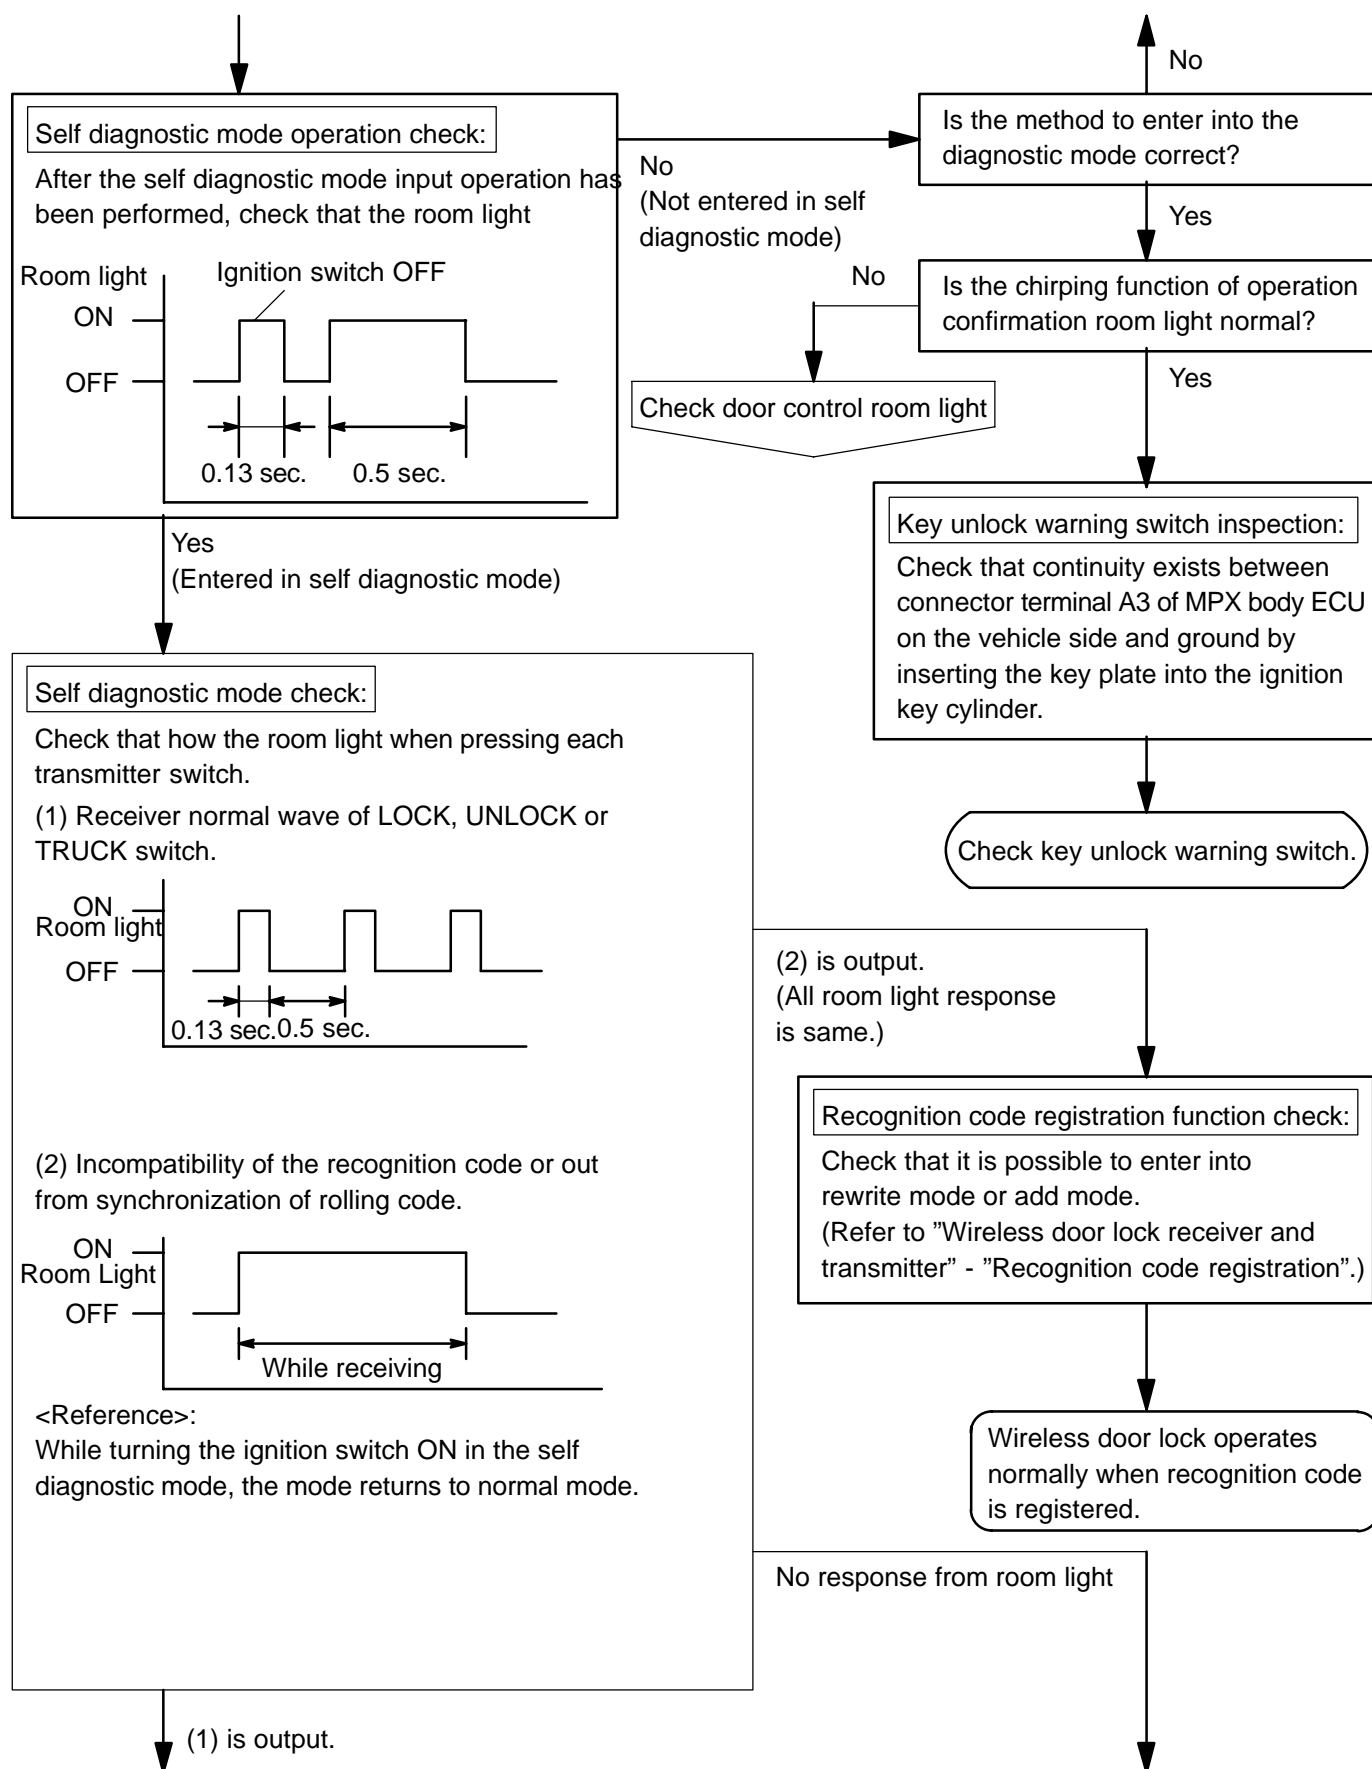 No
Self diagnostic mode operation check:
After the self diagnostic mode input operation has
been performed, check that the room light
Room light
Ignition switch OFF
ON
OFF
0.13 sec.
0.5 sec.
No
(Not entered in self
diagnostic mode)
Is the method to enter into the
diagnostic mode correct?
Yes
No
Is the chirping function of operation
confirmation room light normal?
Check door control room light
Yes
Key unlock warning switch inspection:
Check that continuity exists between
connector terminal A3 of MPX body ECU
on the vehicle side and ground by
inserting the key plate into the ignition
key cylinder.
Check key unlock warning switch.
Yes
(Entered in self diagnostic mode)
Self diagnostic mode check:
Check that how the room light when pressing each
transmitter switch.
(1) Receiver normal wave of LOCK, UNLOCK or
TRUCK switch.
ON
Room light
OFF
0.13 sec.
0.5 sec.
(2) Incompatibility of the recognition code or out
from synchronization of rolling code.
ON
Room Light
OFF
While receiving
<Reference>:
While turning the ignition switch ON in the self
diagnostic mode, the mode returns to normal mode.
(2) is output.
(All room light response
is same.)
Recognition code registration function check:
Check that it is possible to enter into
rewrite mode or add mode.
(Refer to ”Wireless door lock receiver and
transmitter” - ”Recognition code registration”.)
Wireless door lock operates
normally when recognition code
is registered.
No response from room light
(1) is output.